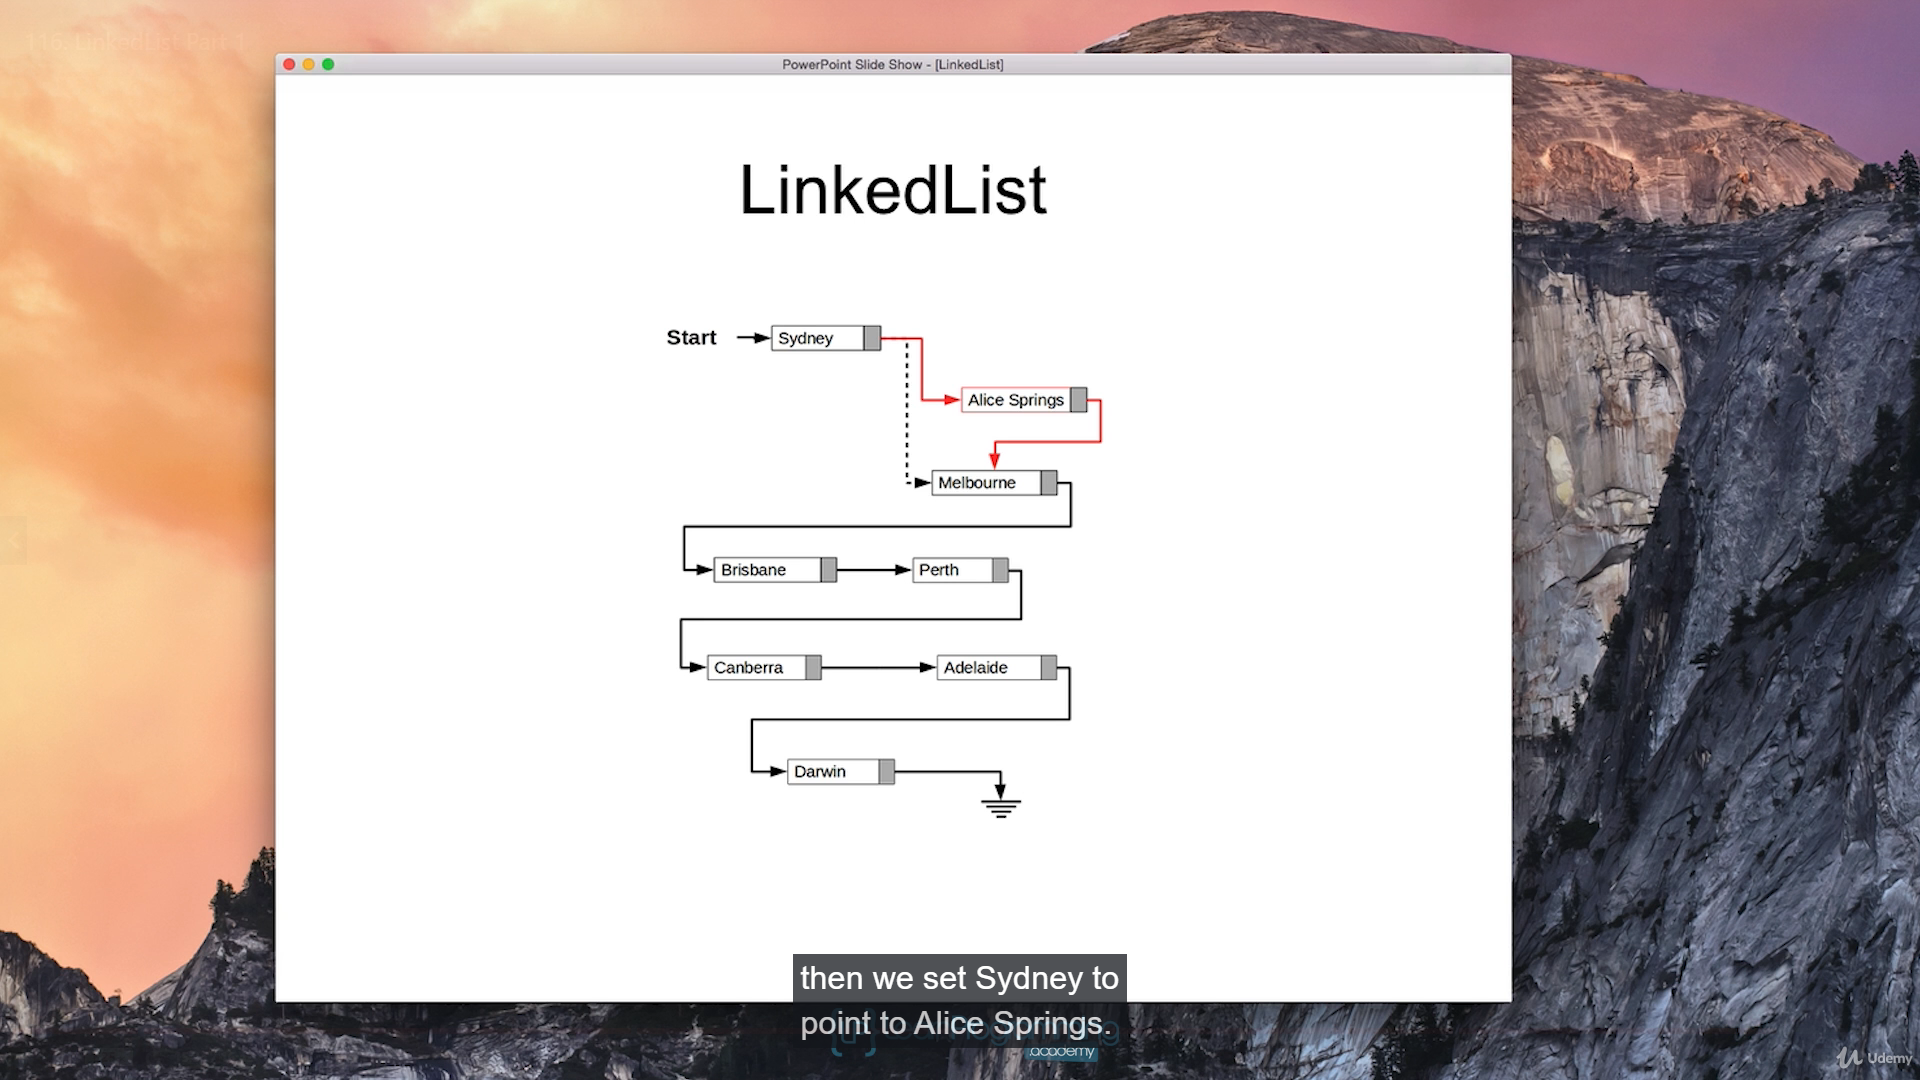 116. LinkedList Part 1
PowerPoint Slide Show - [LinkedList]
LinkedList
Start
Sydney
Alice Springs
Melbourne
Brisbane
Perth
Canberra
Adelaide
Darwin
then we set Sydney to
point to Alice Springs.
academy
Udemy